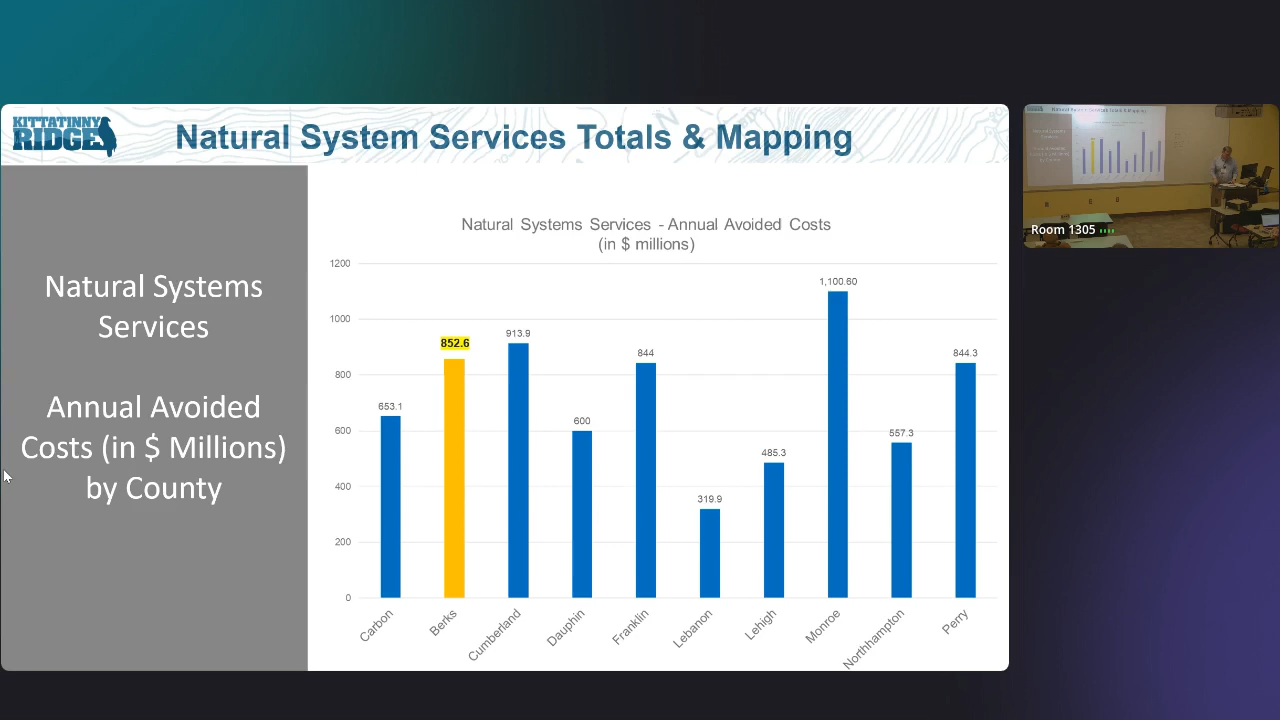 KITTATINNY
RIDGE
Natural System Services Totals & Mapping
Natural Systems
Services
Annual Avoided
Costs (in $ Millions)
by County
Natural Systems Services - Annual Avoided Costs
(in $ millions)
1200
1000
800
600
400
200
0
653.1
852.6
913.9
600
844
319.9
485.3
1,100.60
557.3
844.3
Carbon
Berks
Cumberland
Dauphin
Franklin
Lebanon
Lehigh
Monroe
Northhampton
Perry
Room 1305